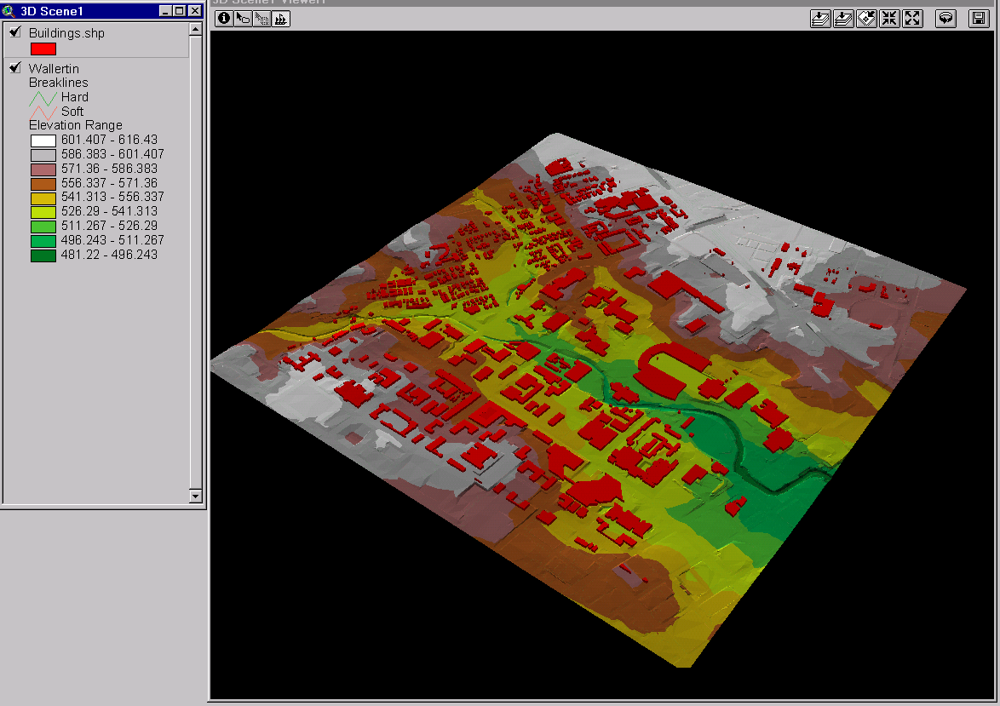 3D Scene1
3D Scene1 Viewer1
Buildings.shp
Wallertin
Breaklines
Hard
Soft
Elevation Range
601.407 - 616.43
586.383 - 601.407
571.36 - 586.383
556.337 - 571.36
541.313 - 556.337
526.29 - 541.313
511.267 - 526.29
496.243 - 511.267
481.22 - 496.243